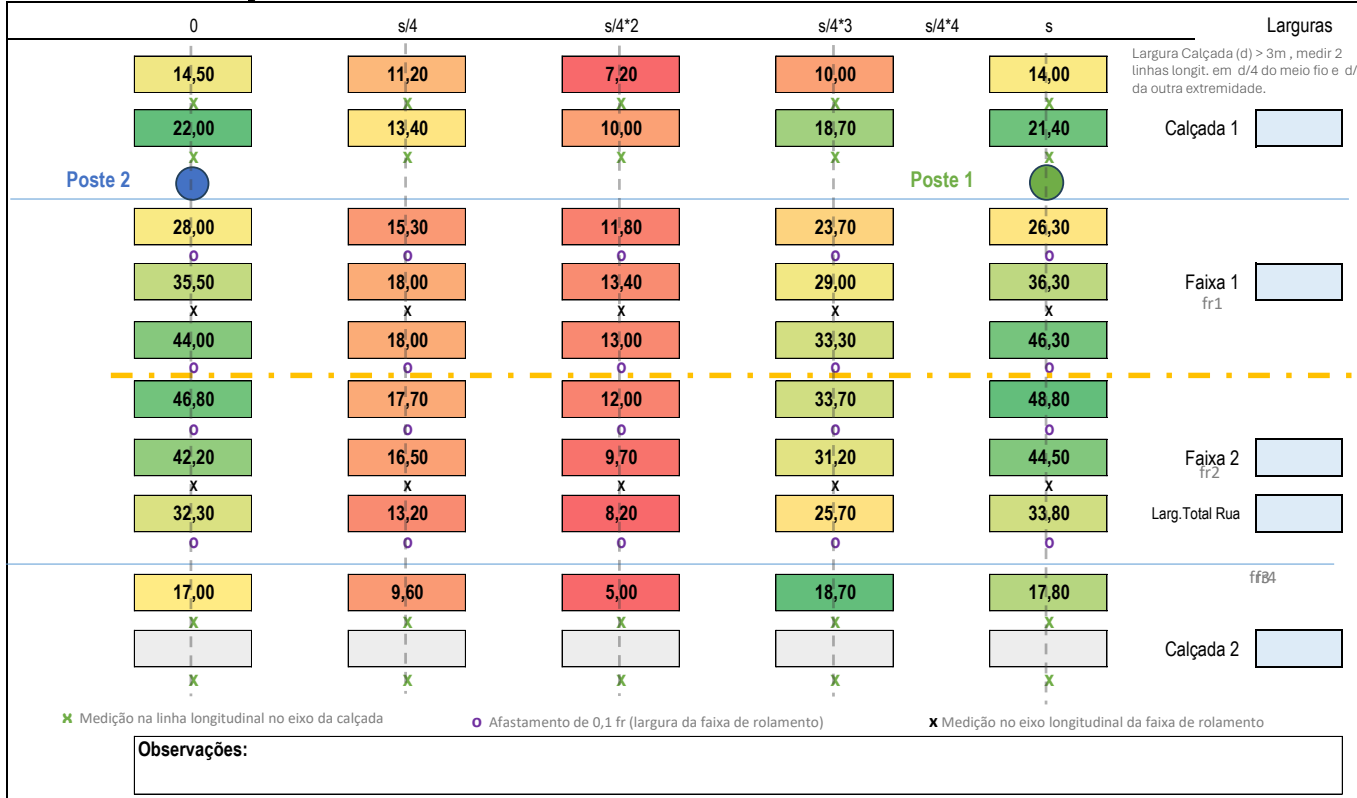 0 s/4 s/4*2 s/4*3 s/4*4 s Larguras
Largura Calçada (d) > 3m , medir 2
linhas longit. em d/4 do meio fio e d/
da outra extremidade.
14,50 11,20 7,20 10,00 14,00
x x x x x
22,00 13,40 10,00 18,70 21,40 Calçada 1
x x x x x
Poste 2 Poste 1
28,00 15,30 11,80 23,70 26,30
o o o o o
35,50 18,00 13,40 29,00 36,30 Faixa 1
fr1
x x x x x
44,00 18,00 13,00 33,30 46,30
o o o o o
46,80 17,70 12,00 33,70 48,80
o o o o o
42,20 16,50 9,70 31,20 44,50 Faixa 2
fr2
x x x x x
32,30 13,20 8,20 25,70 33,80 Larg.Total Rua
o o o o o
17,00 9,60 5,00 18,70 17,80
x x x x x
Calçada 2
x x x x x
x Medição na linha longitudinal no eixo da calçada o Afastamento de 0,1 fr (largura da faixa de rolamento) x Medição no eixo longitudinal da faixa de rolamento
Observações: